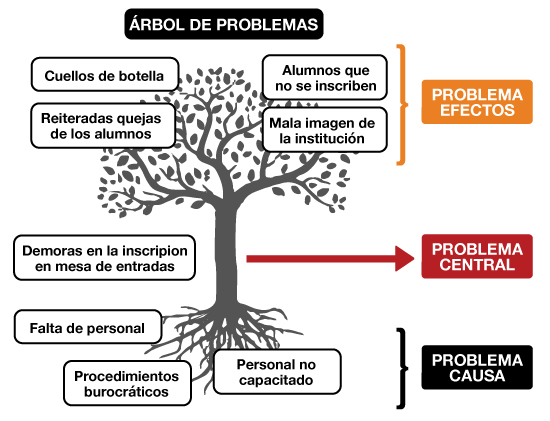 ÁRBOL DE PROBLEMAS
Cuellos de botella
Alumnos que
no se inscriben
Reiteradas quejas
de los alumnos
Mala imagen de
la institución
PROBLEMA
EFECTOS
Demoras en la inscripion
en mesa de entradas
PROBLEMA
CENTRAL
Falta de personal
Procedimientos
burocráticos
Personal no
capacitado
PROBLEMA
CAUSA